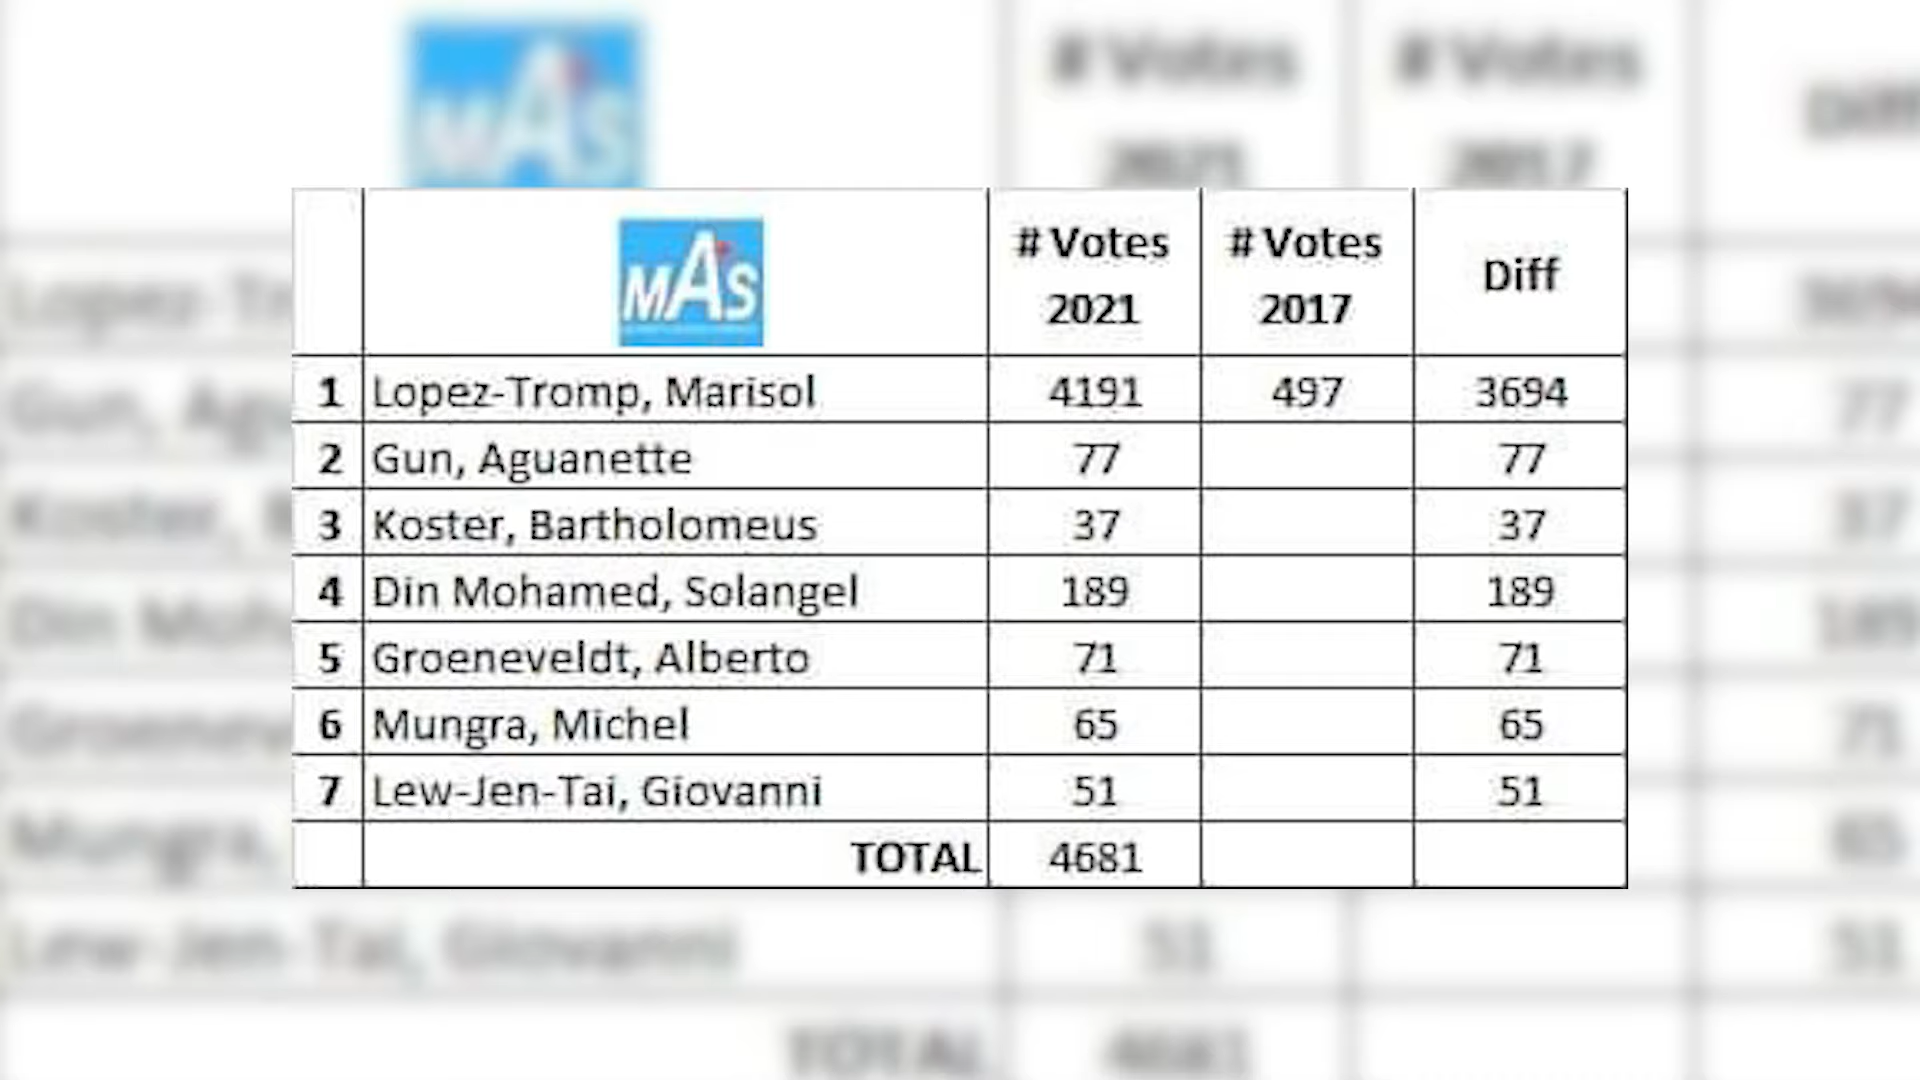 MAS
# Votes 2021
# Votes 2017
Diff
1 Lopez-Tromp, Marisol 4191 497 3694
2 Gun, Aguanette 77 77
3 Koster, Bartholomeus 37 37
4 Din Mohamed, Solangel 189 189
5 Groeneveldt, Alberto 71 71
6 Mungra, Michel 65 65
7 Lew-Jen-Tai, Giovanni 51 51
TOTAL 4681